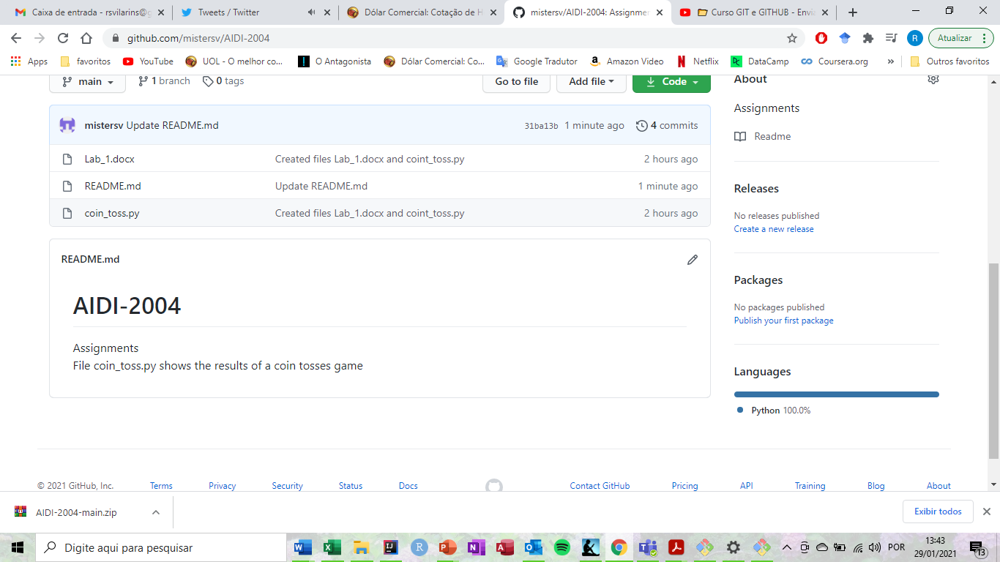 Caixa de entrada - rsvilarins@g
Tweets / Twitter
Dólar Comercial: Cotação de H
mistersv/AIDI-2004: Assignmen
Curso GIT e GITHUB - Envia
github.com/mistersv/AIDI-2004
R
Atualizar
Apps
favoritos
YouTube
UOL - O melhor co...
O Antagonista
Dólar Comercial: Co...
Google Tradutor
Amazon Video
Netflix
DataCamp
Coursera.org
»
Outros favoritos
main
1 branch
0 tags
Go to file
Add file
Code
mistersv Update README.md
31ba13b 1 minute ago
4 commits
Lab_1.docx
Created files Lab_1.docx and coint_toss.py
2 hours ago
README.md
Update README.md
1 minute ago
coin_toss.py
Created files Lab_1.docx and coint_toss.py
2 hours ago
README.md
AIDI-2004
Assignments
File coin_toss.py shows the results of a coin tosses game
About
Assignments
Readme
Releases
No releases published
Create a new release
Packages
No packages published
Publish your first package
Languages
Python 100.0%
© 2021 GitHub, Inc.
Terms
Privacy
Security
Status
Docs
Contact GitHub
Pricing
API
Training
Blog
About
AIDI-2004-main.zip
Exibir todos
Digite aqui para pesquisar
POR
13:43
29/01/2021
13